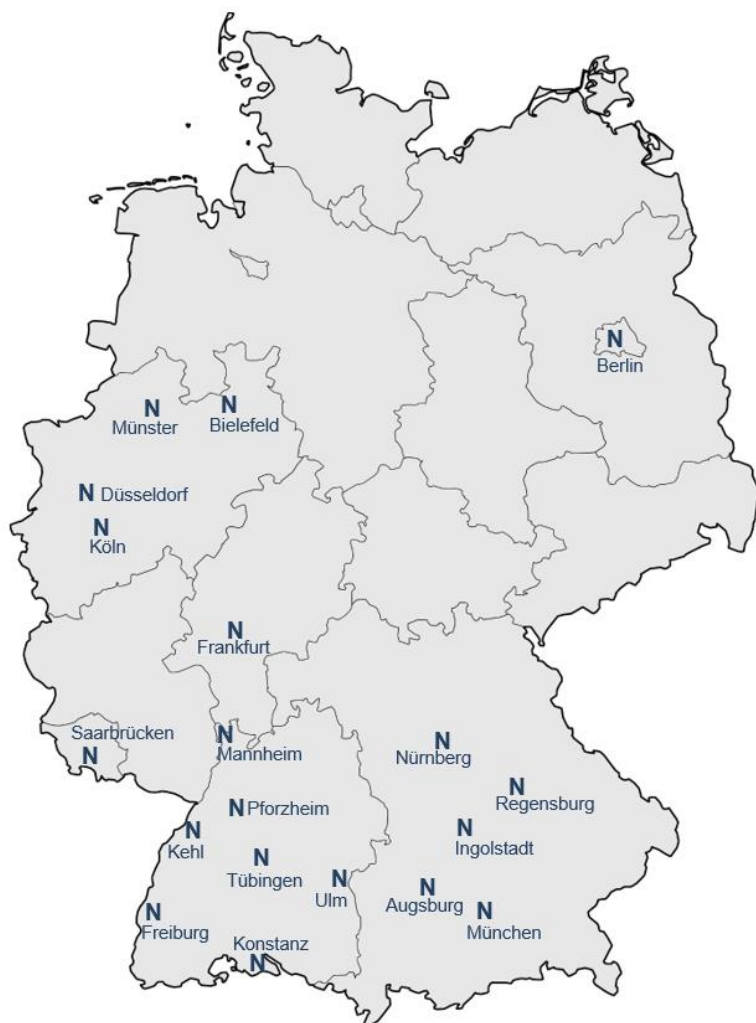 N
Berlin
N
Münster
N
Bielefeld
N Düsseldorf
N
Köln
N
Frankfurt
Saarbrücken
N
N
Mannheim
N
Nürnberg
N
Regensburg
N Pforzheim
N
Kehl
N
Ingolstadt
N
Tübingen
N
Ulm
N
Augsburg
N
Freiburg
N
München
Konstanz
N